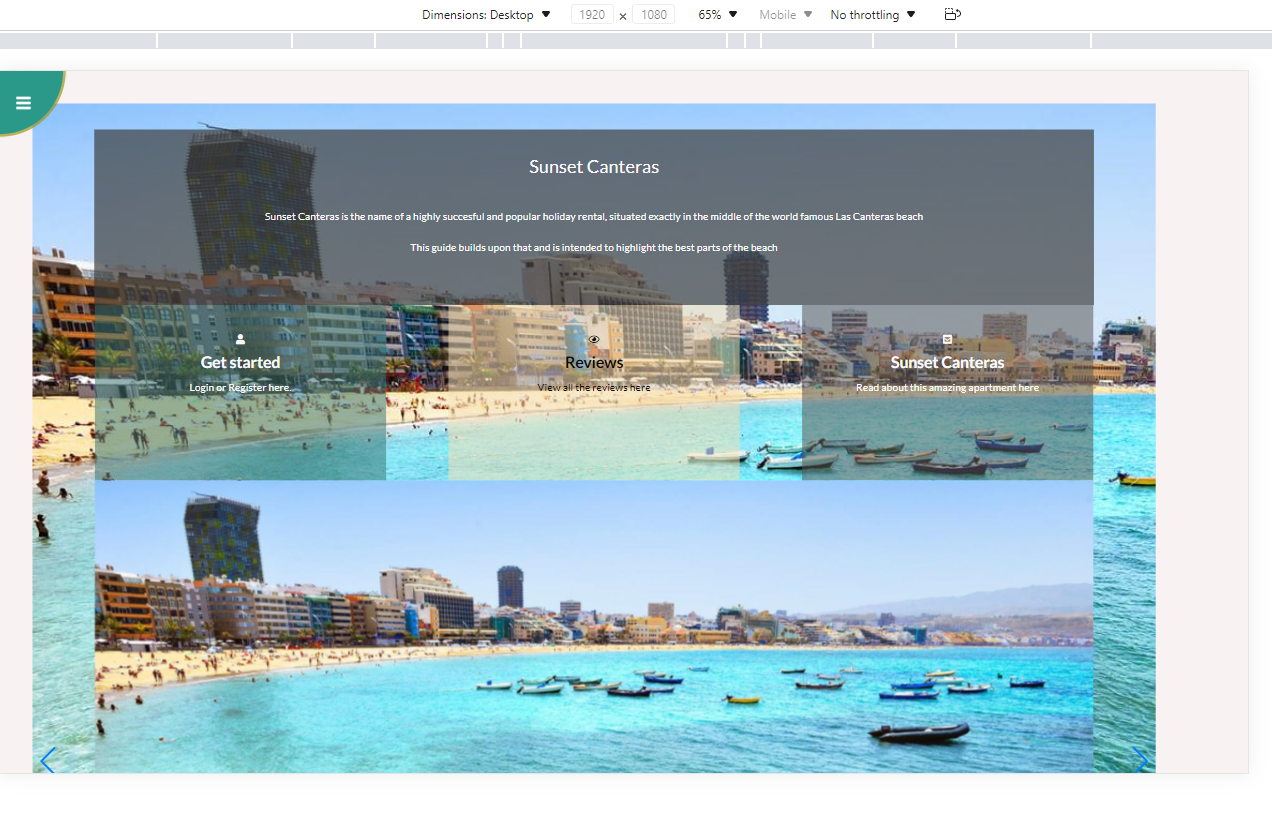 Dimensions: Desktop 1920 x 1080 65% Mobile No throttling
Sunset Canteras
Sunset Canteras is the name of a highly succesful and popular holiday rental, situated exactly in the middle of the world famous Las Canteras beach
This guide builds upon that and is intended to highlight the best parts of the beach
Get started
Login or Register here..
Reviews
View all the reviews here
Sunset Canteras
Read about this amazing apartment here